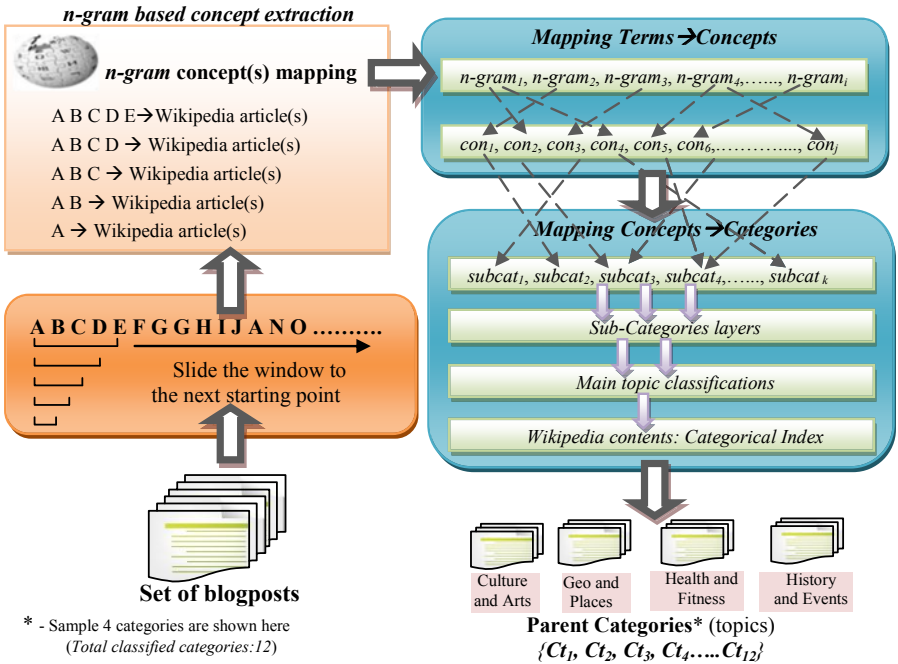 n-gram based concept extraction
n-gram concept(s) mapping
A B C D E→Wikipedia article(s)
A B C D → Wikipedia article(s)
A B C → Wikipedia article(s)
A B → Wikipedia article(s)
A → Wikipedia article(s)
A B C D E F G G H I J A N O ……….
Slide the window to
the next starting point
Set of blogposts
* - Sample 4 categories are shown here
(Total classified categories:12)
Mapping Terms→Concepts
n-gram1, n-gram2, n-gram3, n-gram4,……, n-grami
con1, con2, con3, con4, con5, con6,………….…, conj
Mapping Concepts→Categories
subcat1, subcat2, subcat3, subcat4,……, subcat k
Sub-Categories layers
Main topic classifications
Wikipedia contents: Categorical Index
Culture
and Arts
Geo and
Places
Health and
Fitness
History
and Events
Parent Categories* (topics)
{Ct1, Ct2, Ct3, Ct4…..Ct12}